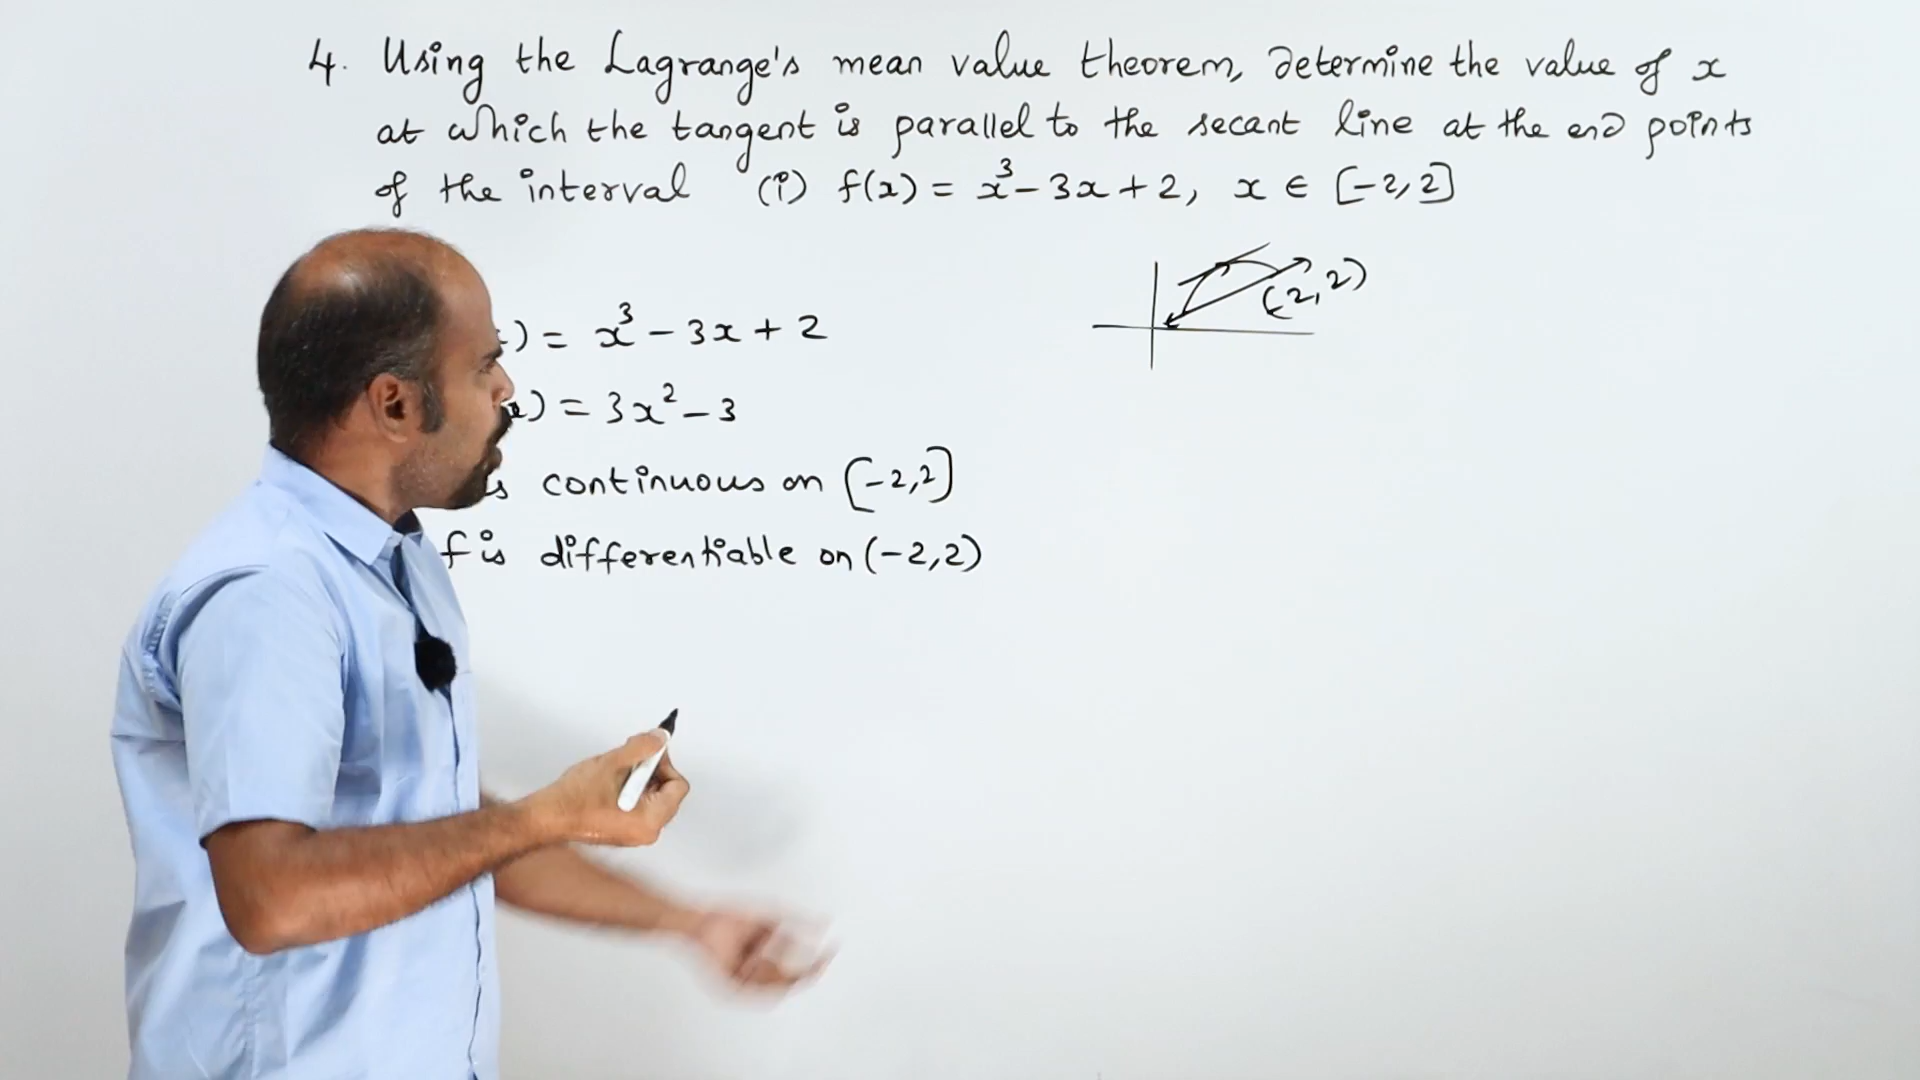 4. Using the Lagrange's mean value theorem, determine the value of x
at which the tangent is parallel to the secant line at the end points
of the interval (i) f(x) = x³ - 3x + 2, x ∈ [-2, 2]
(2, 2)
) = x³ - 3x + 2
x) = 3x² - 3
is continuous on [-2,2]
f is differentiable on (-2,2)